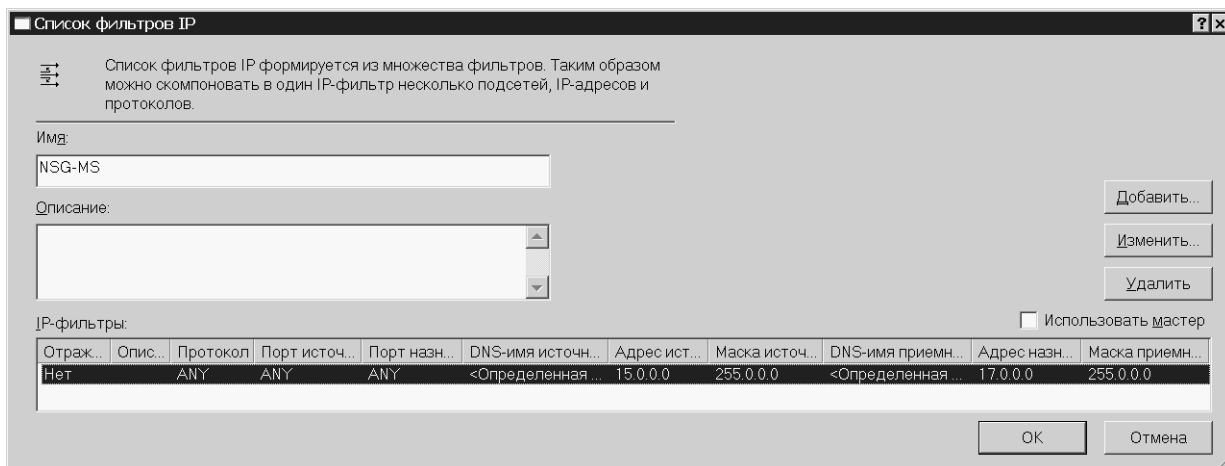 Список фильтров IP
Список фильтров IP формируется из множества фильтров. Таким образом
можно скомпоновать в один IP-фильтр несколько подсетей, IP-адресов и
протоколов.
Имя:
NSG-MS
Добавить...
Описание:
Изменить...
Удалить
IP-фильтры:
Использовать мастер
Отраж... Опис... Протокол Порт источ... Порт назн... DNS-имя источн... Адрес ист... Маска источ... DNS-имя приемн... Адрес назн... Маска приемн...
Нет ANY ANY ANY <Определенная ... 15.0.0.0 255.0.0.0 <Определенная ... 17.0.0.0 255.0.0.0
OK Отмена